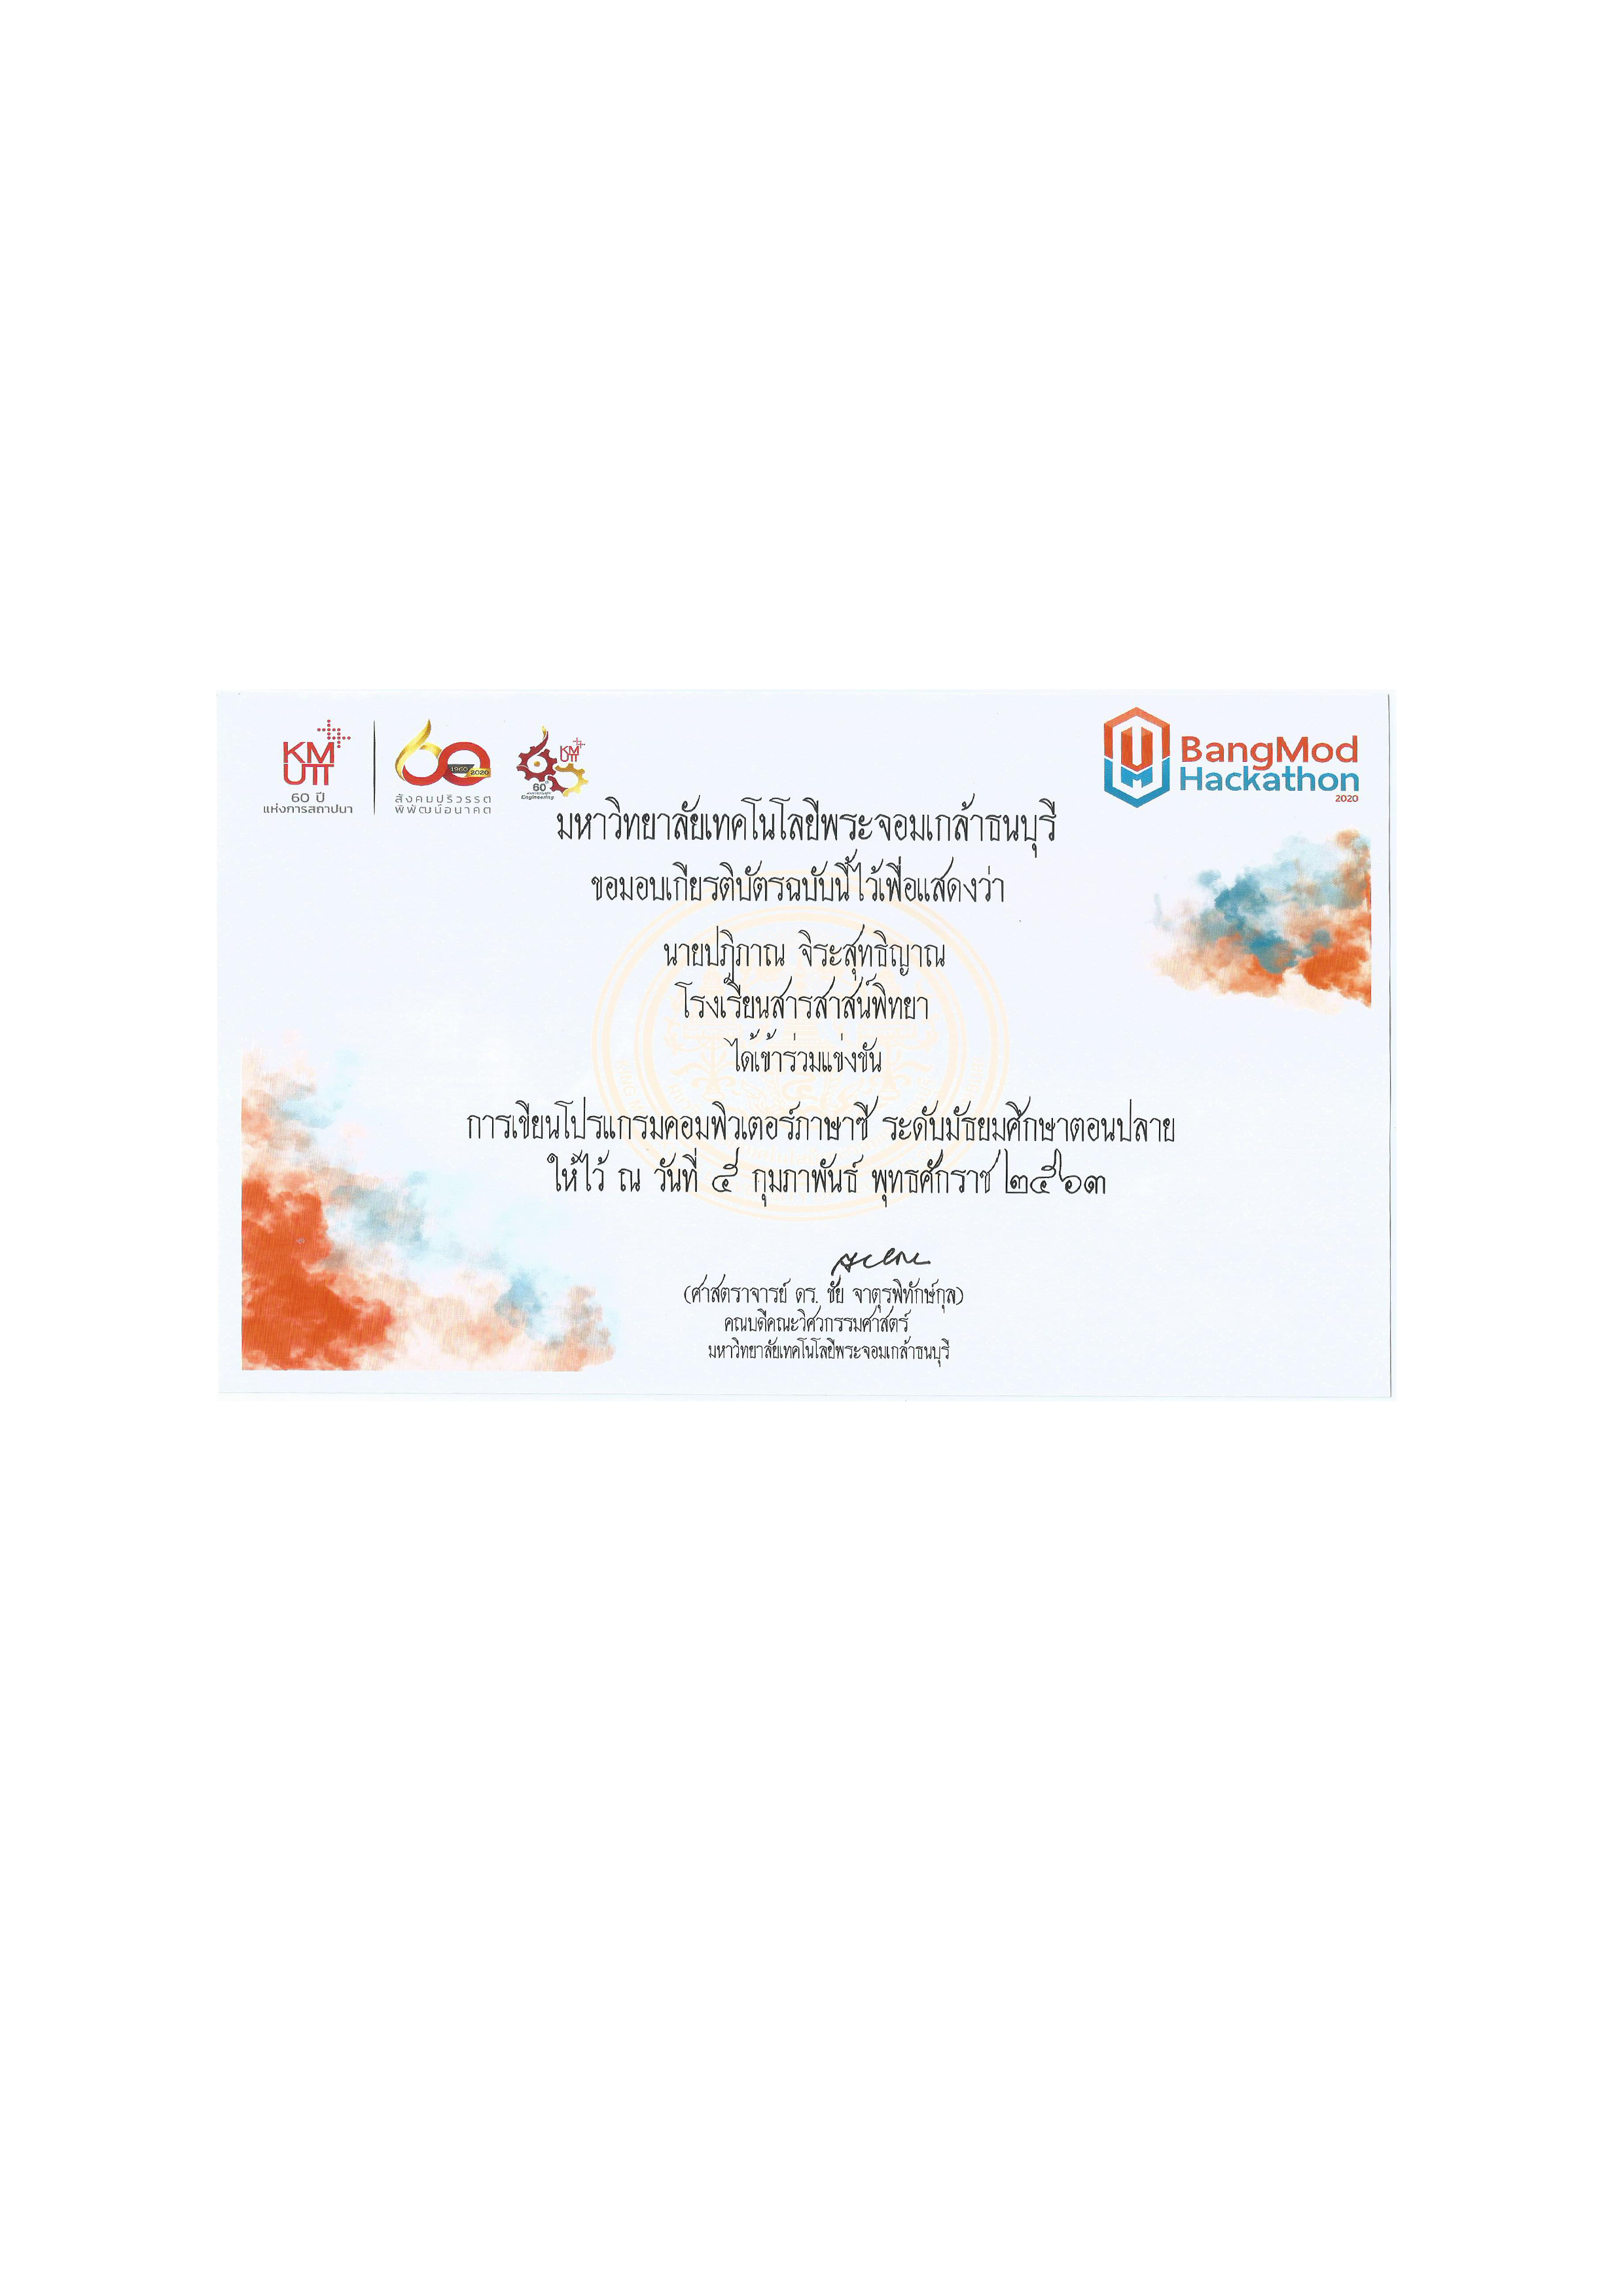 KM
UTT
60 ปี
แห่งการสถาปนา
1960 2020
สังคมปริวรรต
พิพัฒน์อนาคต
KM
UTT
60
Engineering
BangMod
Hackathon
2020
มหาวิทยาลัยเทคโนโลยีพระจอมเกล้าธนบุรี
ขอมอบเกียรติบัตรฉบับนี้ไว้เพื่อแสดงว่า
นายปฎิภาณ จิระสุทธิญาณ
โรงเรียนสารสาสน์พิทยา
ได้เข้าร่วมแข่งขัน
การเขียนโปรแกรมคอมพิวเตอร์ภาษาซี ระดับมัธยมศึกษาตอนปลาย
ให้ไว้ ณ วันที่ ๕ กุมภาพันธ์ พุทธศักราช ๒๕๖๓
(ศาสตราจารย์ ดร. ชัย จาตุรพิทักษ์กุล)
คณบดีคณะวิศวกรรมศาสตร์
มหาวิทยาลัยเทคโนโลยีพระจอมเกล้าธนบุรี